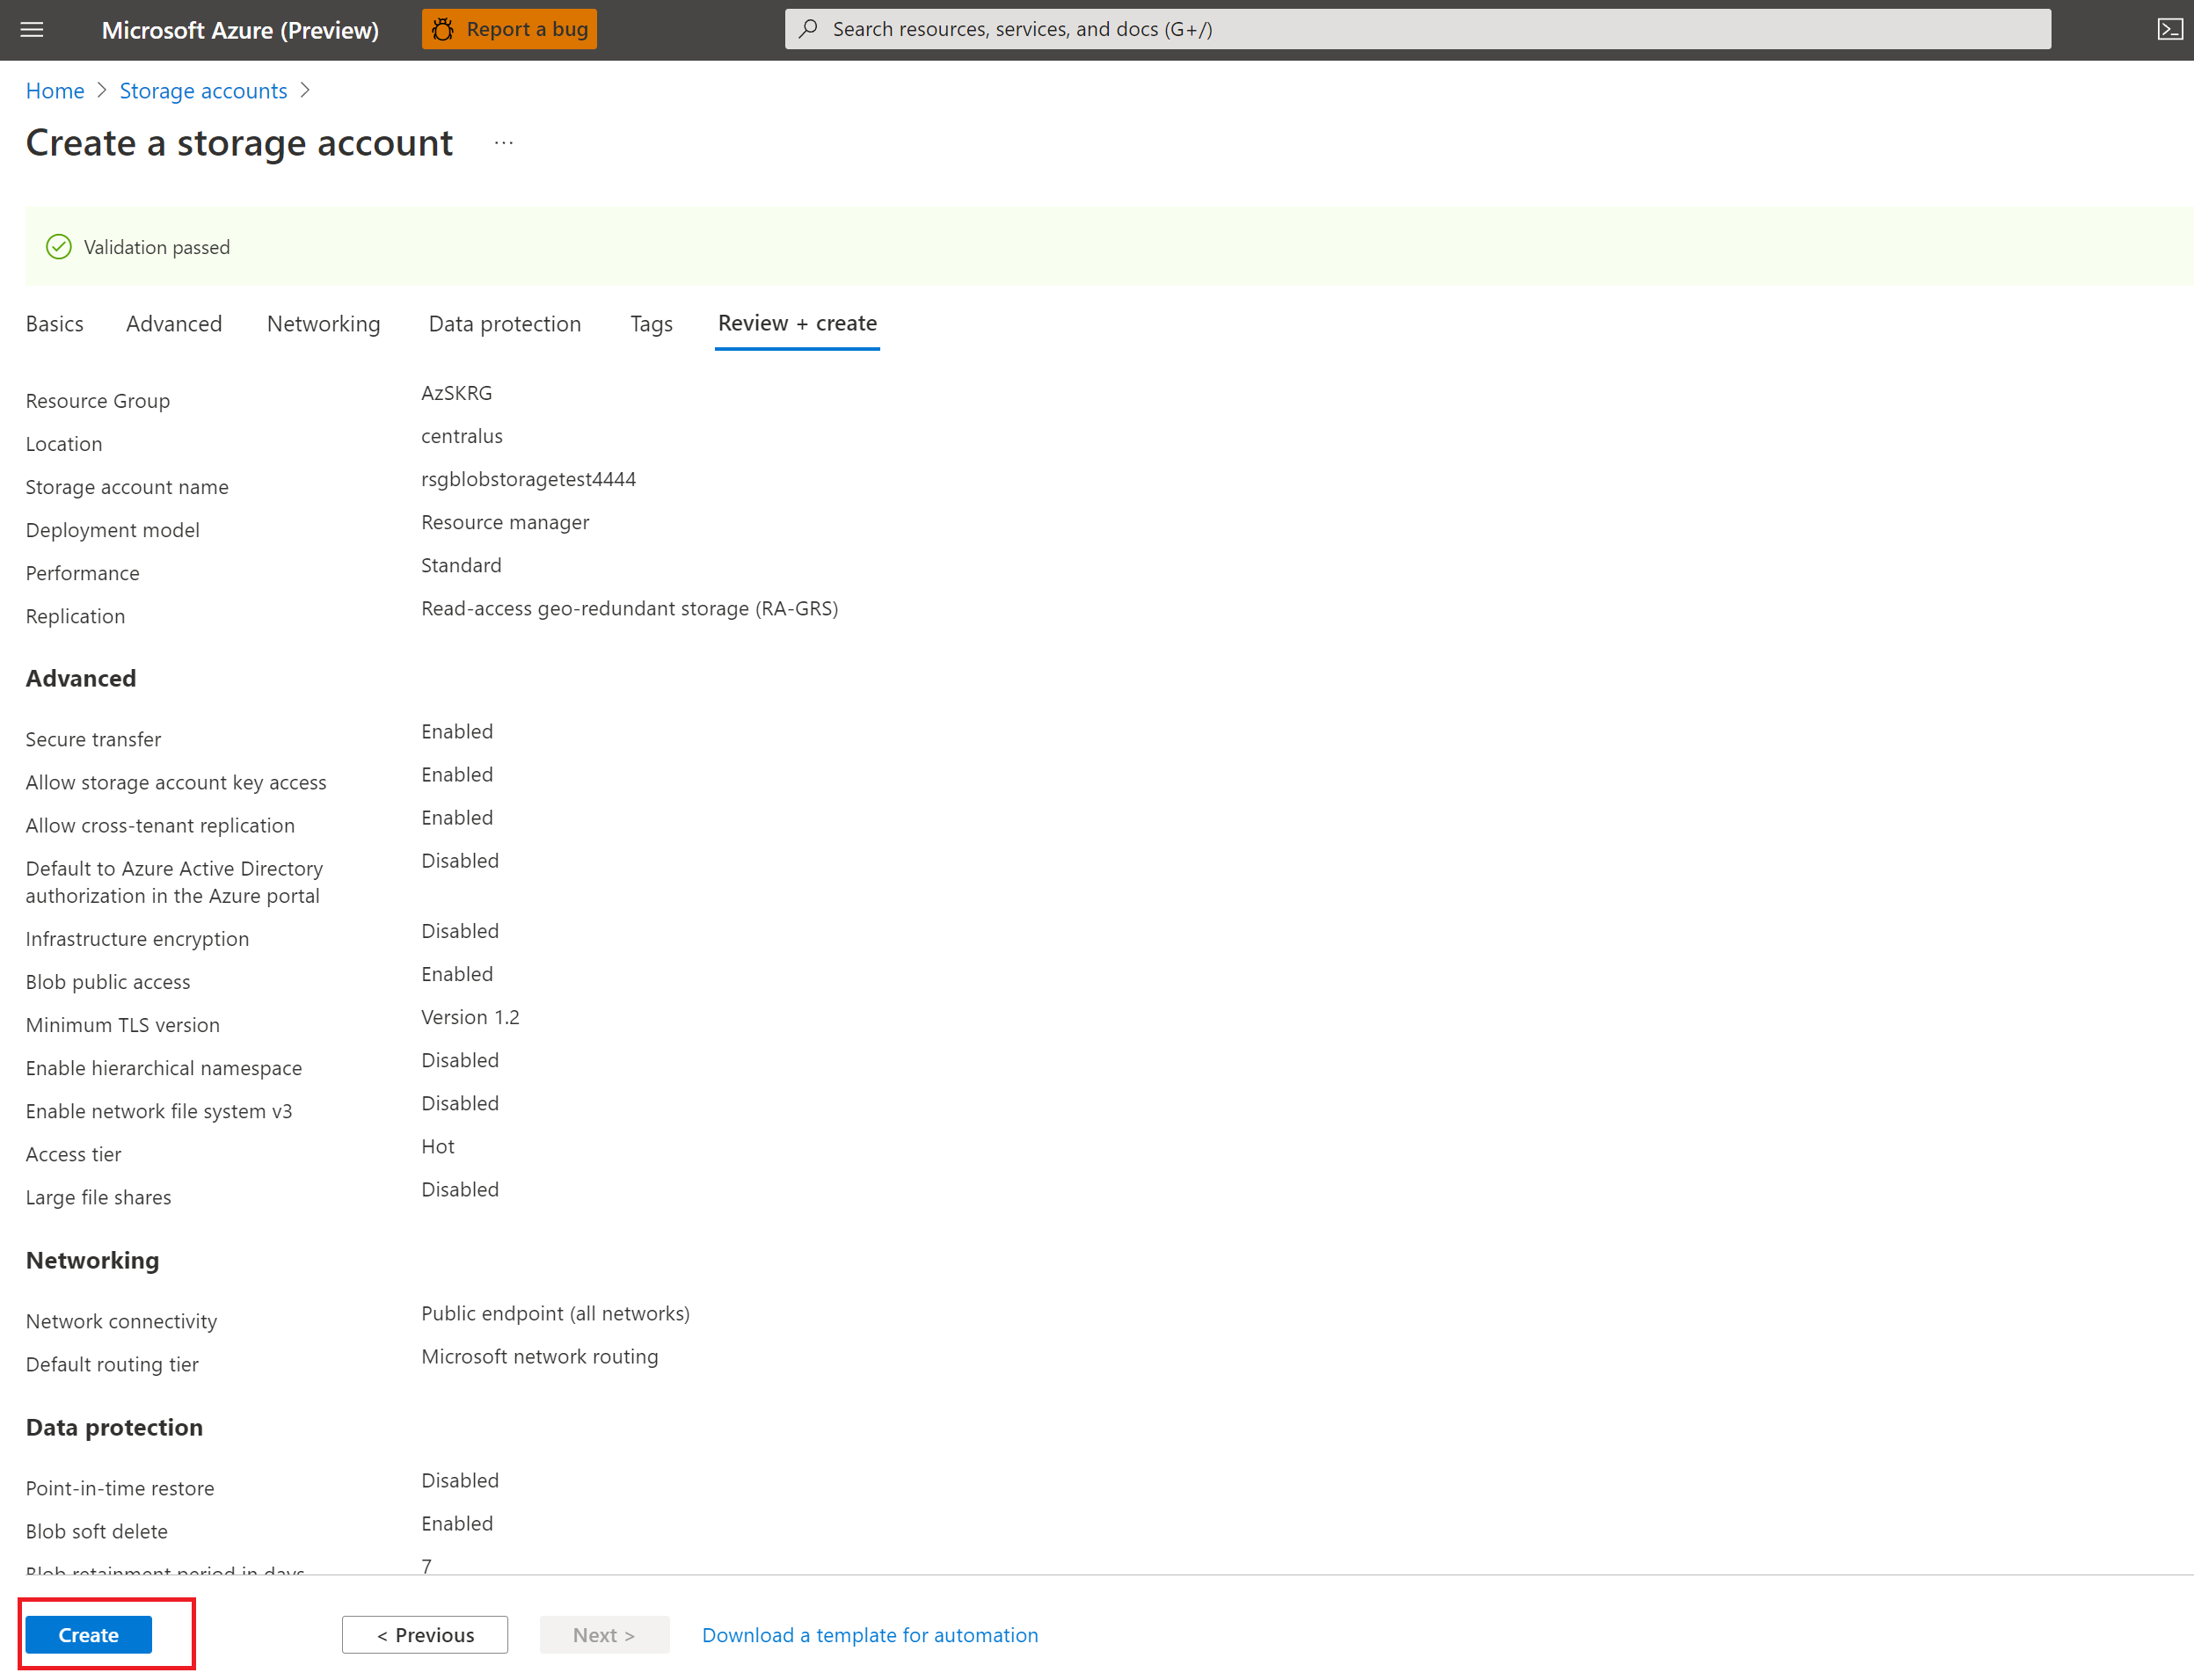 Microsoft Azure (Preview)
Report a bug
Search resources, services, and docs (G+/)
Home > Storage accounts >
Create a storage account ...
Validation passed
Basics Advanced Networking Data protection Tags Review + create
Resource Group AzSKRG
Location centralus
Storage account name rsgblobstoragetest4444
Deployment model Resource manager
Performance Standard
Replication Read-access geo-redundant storage (RA-GRS)
Advanced
Secure transfer Enabled
Allow storage account key access Enabled
Allow cross-tenant replication Enabled
Default to Azure Active Directory Disabled
authorization in the Azure portal
Infrastructure encryption Disabled
Blob public access Enabled
Minimum TLS version Version 1.2
Enable hierarchical namespace Disabled
Enable network file system v3 Disabled
Access tier Hot
Large file shares Disabled
Networking
Network connectivity Public endpoint (all networks)
Default routing tier Microsoft network routing
Data protection
Point-in-time restore Disabled
Blob soft delete Enabled
Blob retainment period in days 7
Create < Previous Next > Download a template for automation